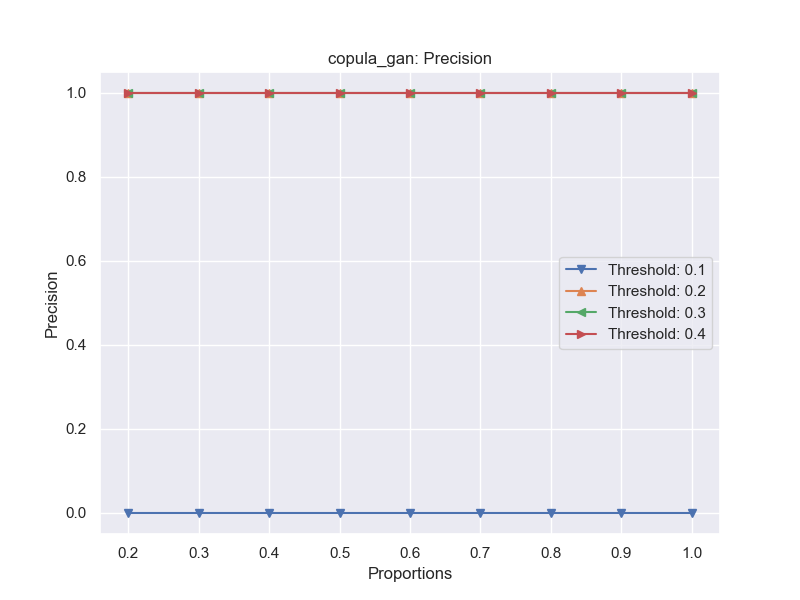 copula_gan: Precision
1.0
0.8
0.6
0.4
0.2
0.0
Precision
Threshold: 0.1
Threshold: 0.2
Threshold: 0.3
Threshold: 0.4
0.2 0.3 0.4 0.5 0.6 0.7 0.8 0.9 1.0
Proportions